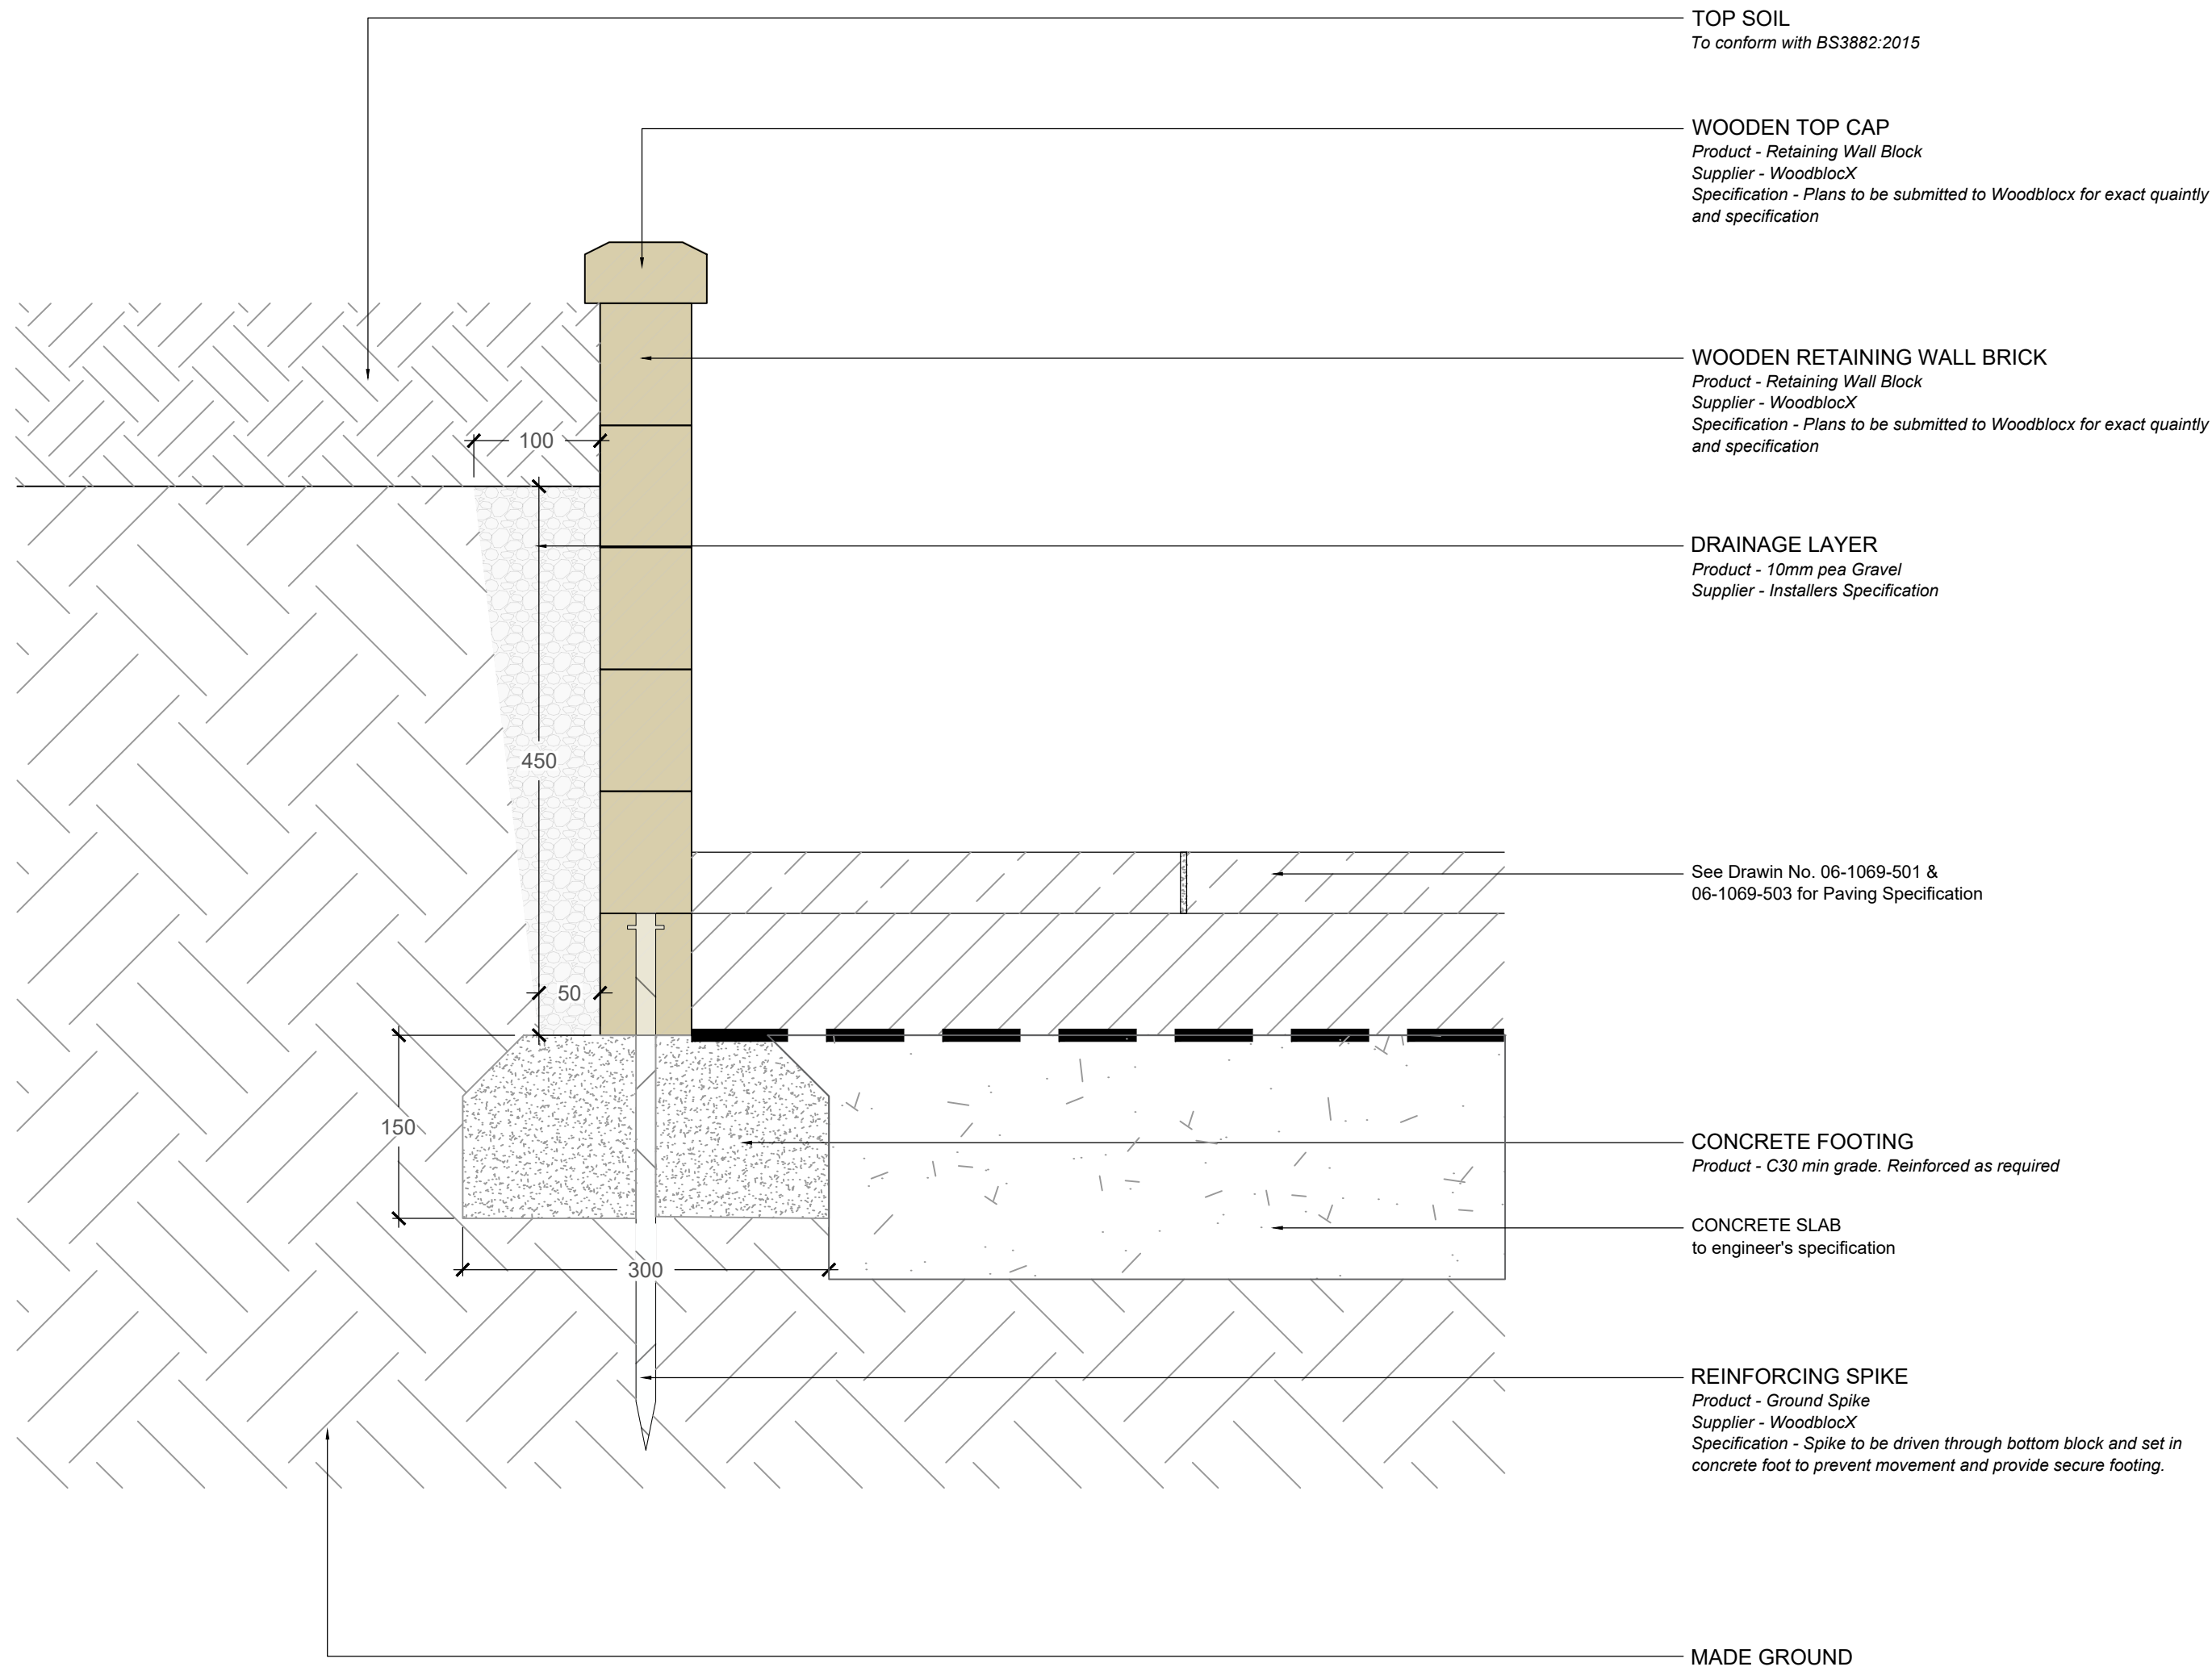 TOP SOIL
To conform with BS3882:2015
WOODEN TOP CAP
Product - Retaining Wall Block
Supplier - WoodblocX
Specification - Plans to be submitted to Woodblocx for exact quaintly
and specification
WOODEN RETAINING WALL BRICK
Product - Retaining Wall Block
Supplier - WoodblocX
Specification - Plans to be submitted to Woodblocx for exact quaintly
and specification
100
DRAINAGE LAYER
Product - 10mm pea Gravel
Supplier - Installers Specification
450
See Drawin No. 06-1069-501 &
06-1069-503 for Paving Specification
50
150
CONCRETE FOOTING
Product - C30 min grade. Reinforced as required
CONCRETE SLAB
to engineer's specification
300
REINFORCING SPIKE
Product - Ground Spike
Supplier - WoodblocX
Specification - Spike to be driven through bottom block and set in
concrete foot to prevent movement and provide secure footing.
MADE GROUND